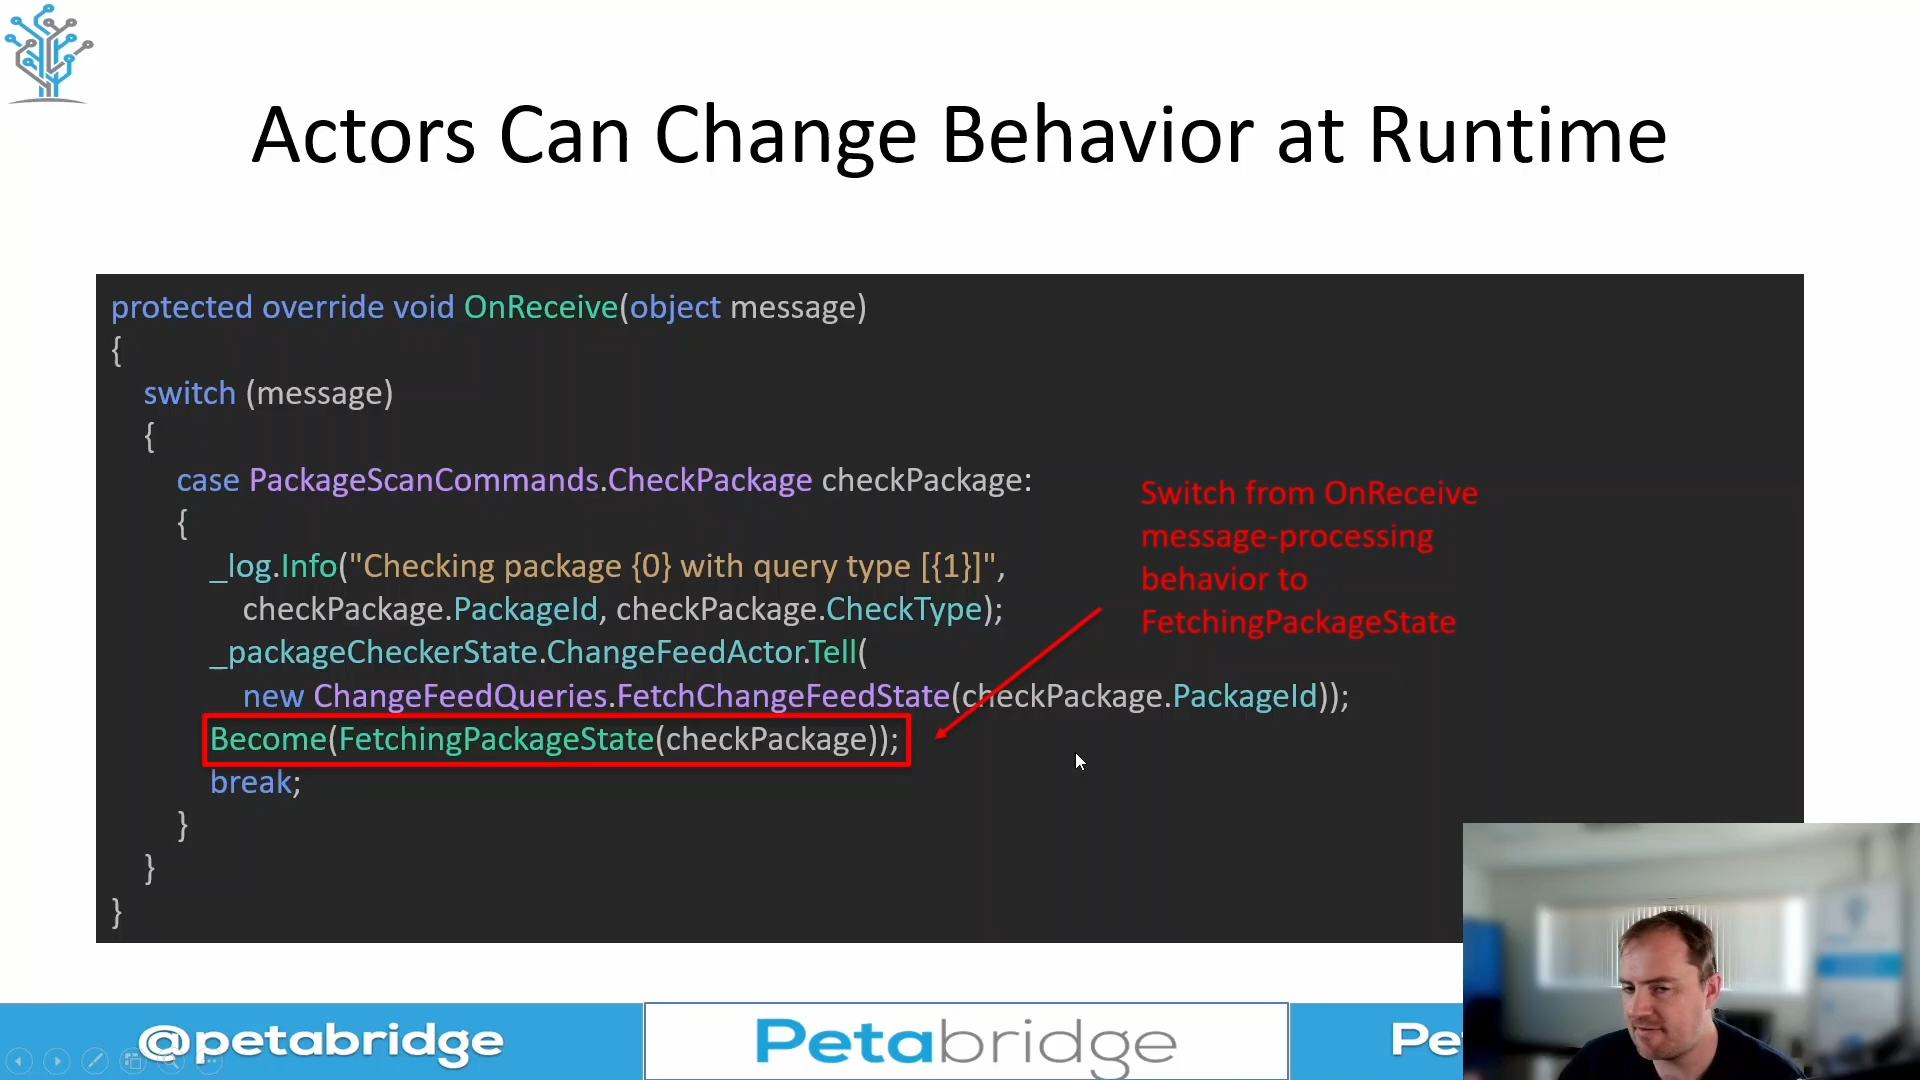 Actors Can Change Behavior at Runtime
protected override void OnReceive(object message)
{
switch (message)
{
case PackageScanCommands.CheckPackage checkPackage:
{
_log.Info("Checking package {0} with query type [{1}]",
checkPackage.PackageId, checkPackage.CheckType);
_packageCheckerState.ChangeFeedActor.Tell(
new ChangeFeedQueries.FetchChangeFeedState(checkPackage.PackageId));
Become(FetchingPackageState(checkPackage));
break;
}
}
}
Switch from OnReceive
message-processing
behavior to
FetchingPackageState
@petabridge
Petabridge
Pe